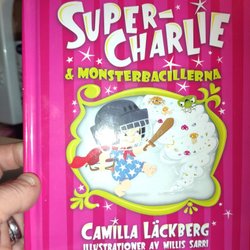 SUPER-
CHARLIE
& MONSTERBACILLERNA
CAMILLA LÄCKBERG
ILLUSTRATIONER AV MILLIS SARRI